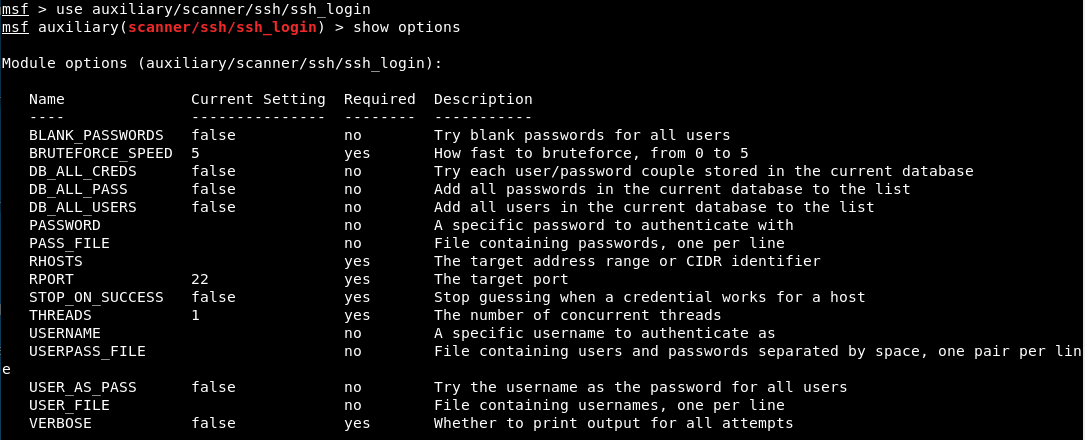 msf > use auxiliary/scanner/ssh/ssh_login
msf auxiliary(scanner/ssh/ssh_login) > show options
Module options (auxiliary/scanner/ssh/ssh_login):
Name Current Setting Required Description
---- --------------- -------- -----------
BLANK_PASSWORDS false no Try blank passwords for all users
BRUTEFORCE_SPEED 5 yes How fast to bruteforce, from 0 to 5
DB_ALL_CREDS false no Try each user/password couple stored in the current database
DB_ALL_PASS false no Add all passwords in the current database to the list
DB_ALL_USERS false no Add all users in the current database to the list
PASSWORD no A specific password to authenticate with
PASS_FILE no File containing passwords, one per line
RHOSTS yes The target address range or CIDR identifier
RPORT 22 yes The target port
STOP_ON_SUCCESS false yes Stop guessing when a credential works for a host
THREADS 1 yes The number of concurrent threads
USERNAME no A specific username to authenticate as
USERPASS_FILE no File containing users and passwords separated by space, one pair per lin
e
USER_AS_PASS false no Try the username as the password for all users
USER_FILE no File containing usernames, one per line
VERBOSE false yes Whether to print output for all attempts